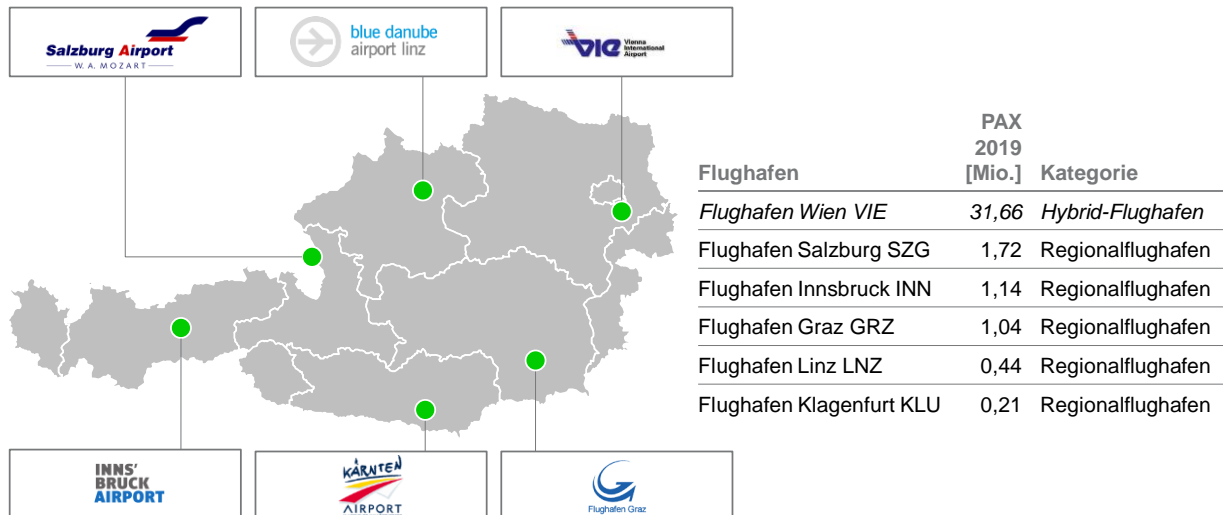 Salzburg Airport
W. A. MOZART
blue danube
airport linz
VIE Vienna
International
Airport
PAX
2019
Flughafen [Mio.] Kategorie
Flughafen Wien VIE 31,66 Hybrid-Flughafen
Flughafen Salzburg SZG 1,72 Regionalflughafen
Flughafen Innsbruck INN 1,14 Regionalflughafen
Flughafen Graz GRZ 1,04 Regionalflughafen
Flughafen Linz LNZ 0,44 Regionalflughafen
Flughafen Klagenfurt KLU 0,21 Regionalflughafen
INNS'
BRUCK
AIRPORT
KÄRNTEN
AIRPORT
Flughafen Graz